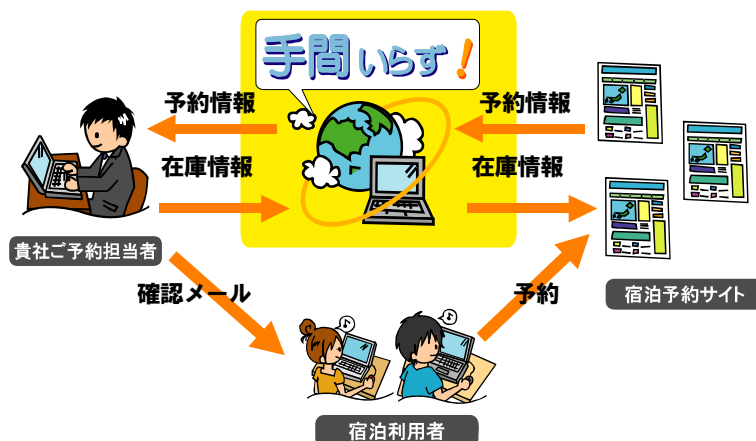 手間いらず！
予約情報
予約情報
在庫情報
在庫情報
貴社ご予約担当者
確認メール
予約
宿泊予約サイト
宿泊利用者